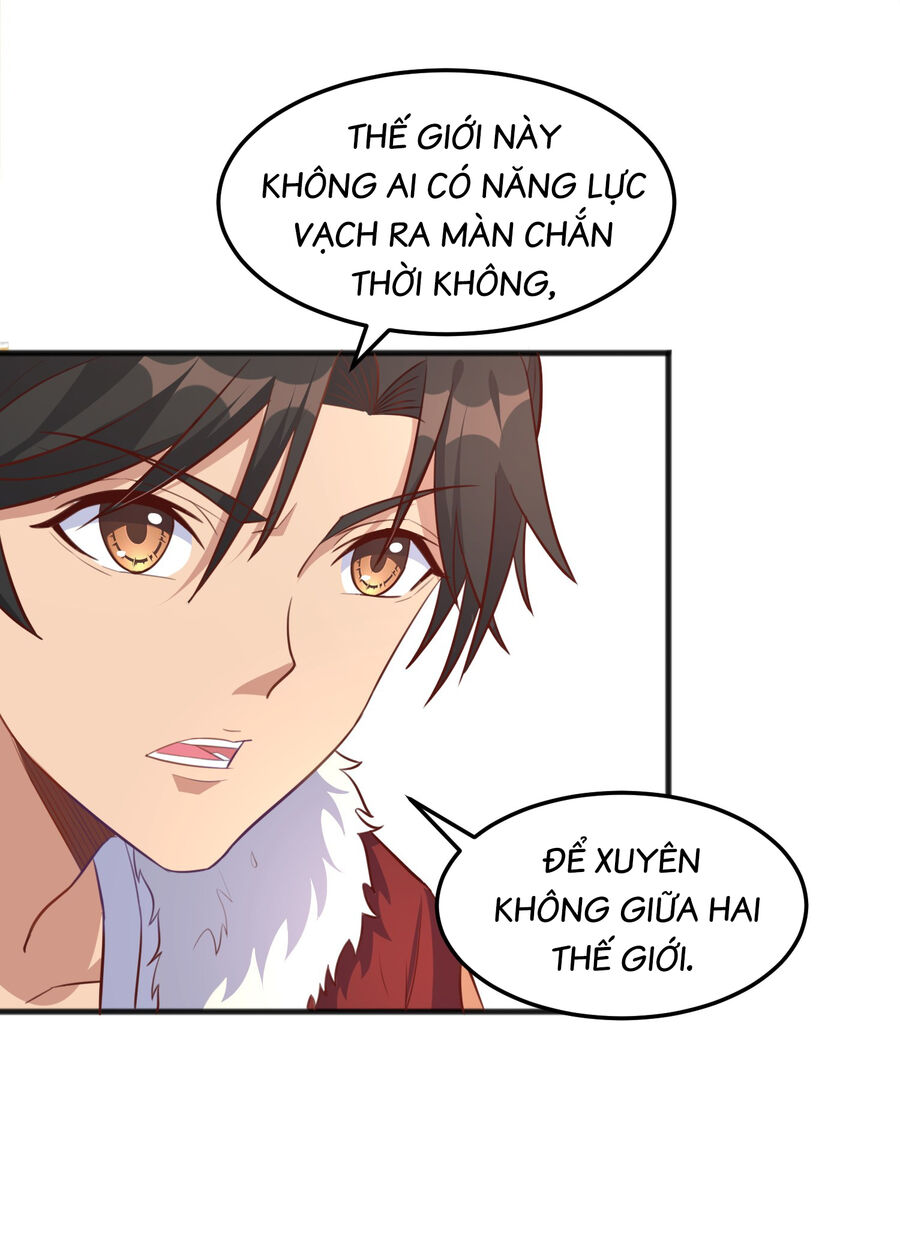 THẾ GIỚI NÀY
KHÔNG AI CÓ NĂNG LỰC
VẠCH RA MÀN CHẮN
THỜI KHÔNG,
ĐỂ XUYÊN
KHÔNG GIỮA HAI
THẾ GIỚI.